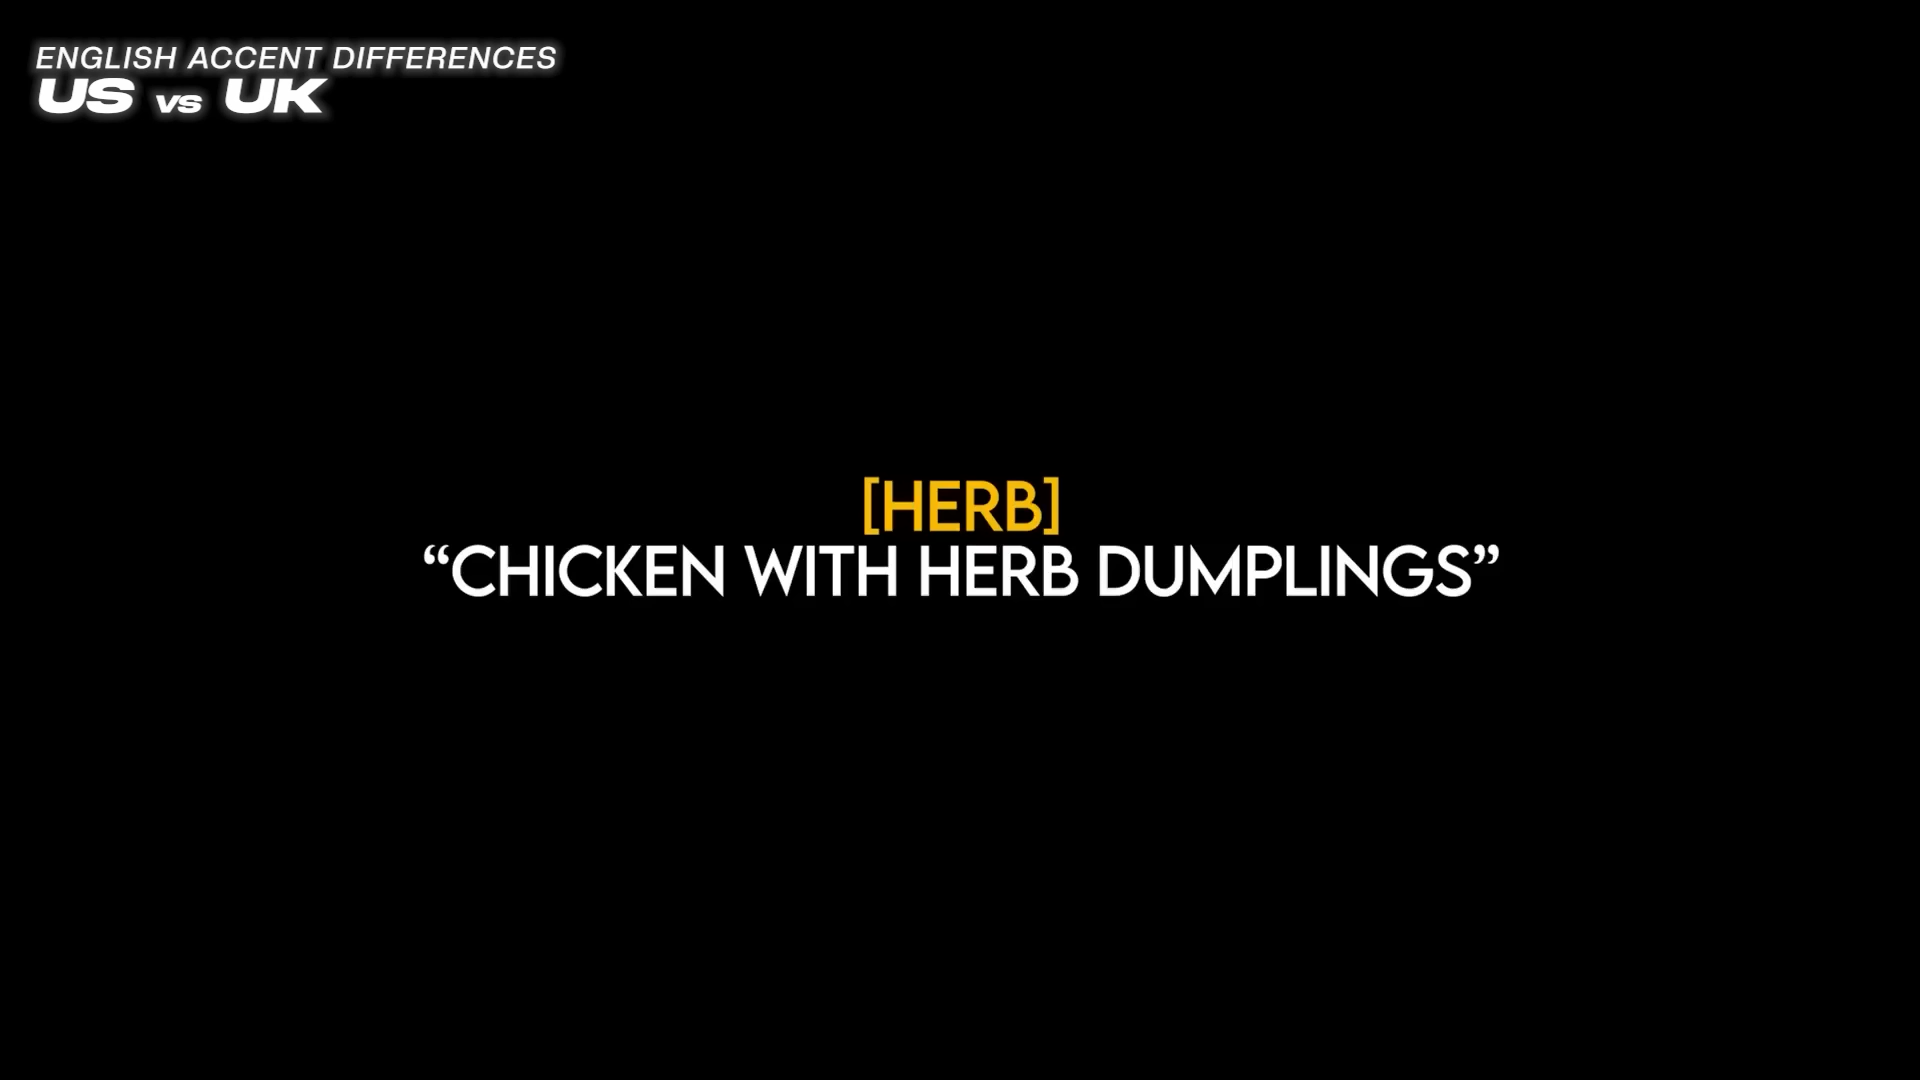 ENGLISH ACCENT DIFFERENCES
US vs UK
[HERB]
“CHICKEN WITH HERB DUMPLINGS”